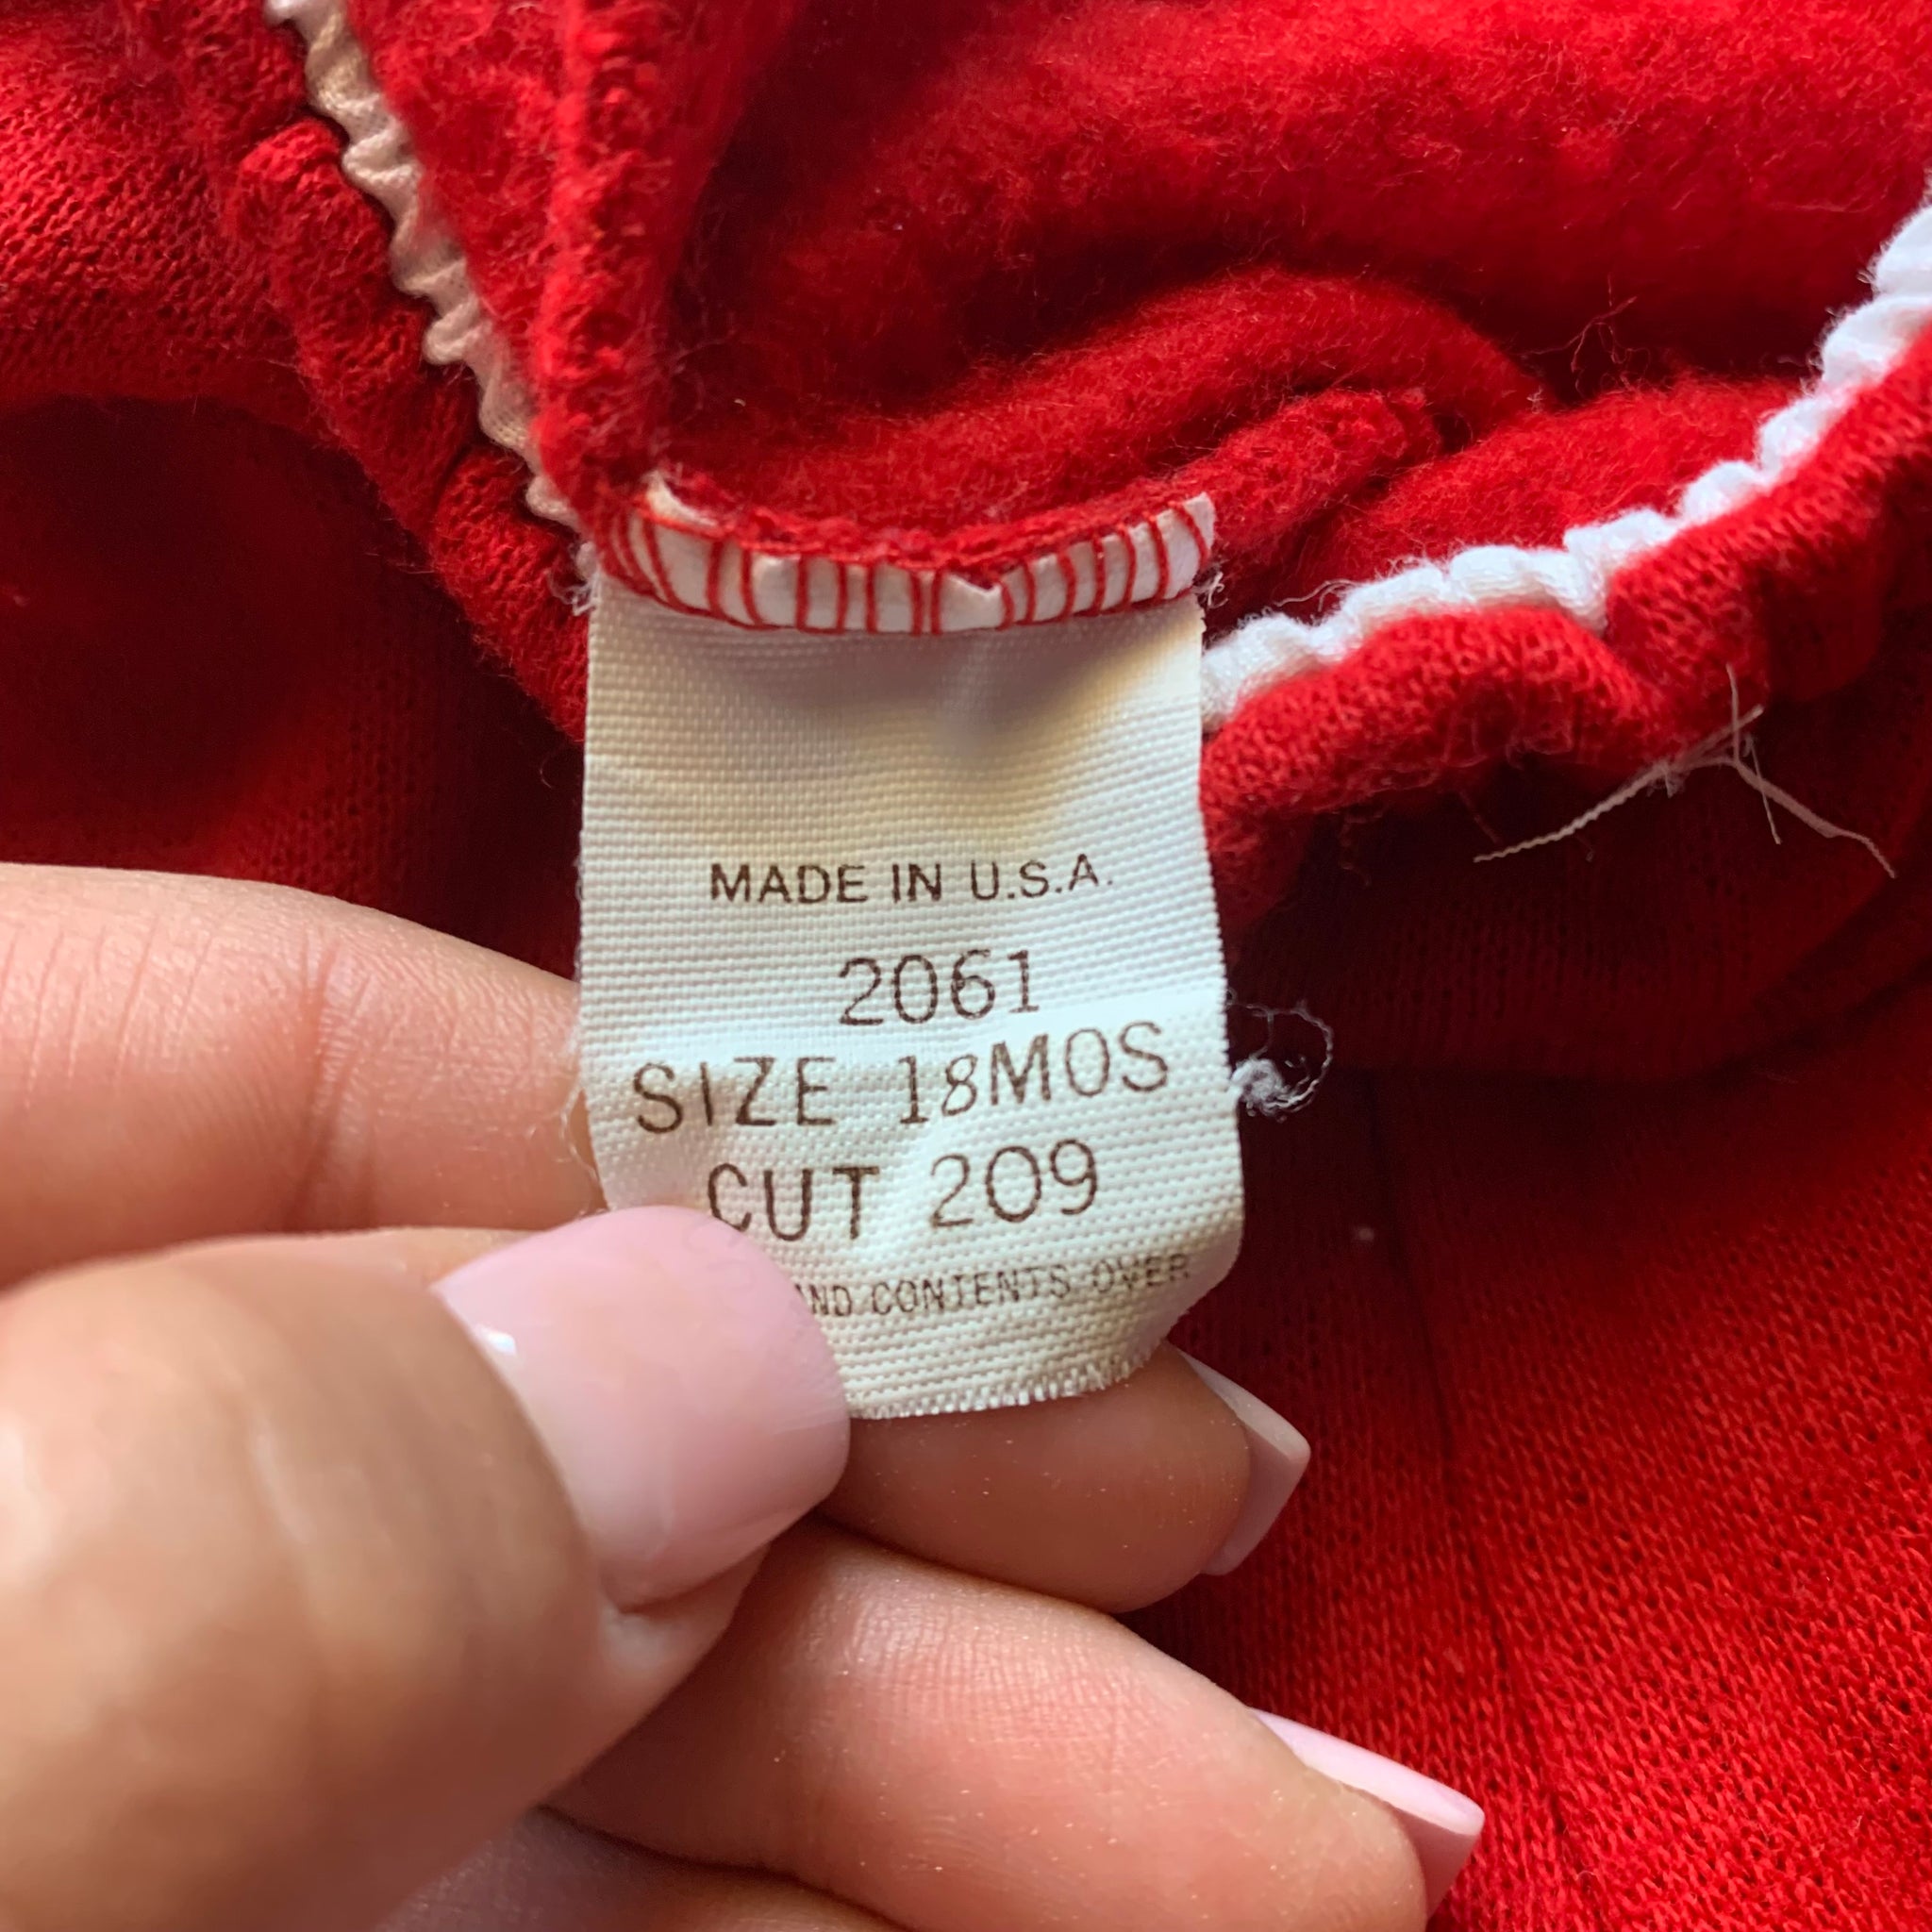 MADE IN U.S.A.
2061
SIZE 18MOS
CUT 209
AND CONTENTS OVER